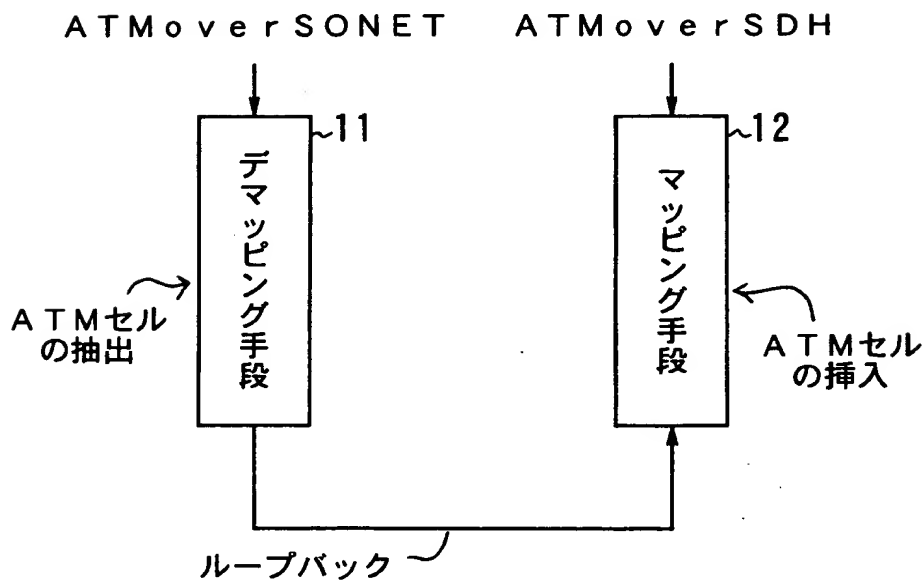 ATMoverSONET
ATMoverSDH
11
12
デマッピング手段
マッピング手段
ATMセル
の抽出
ATMセル
の挿入
ループバック